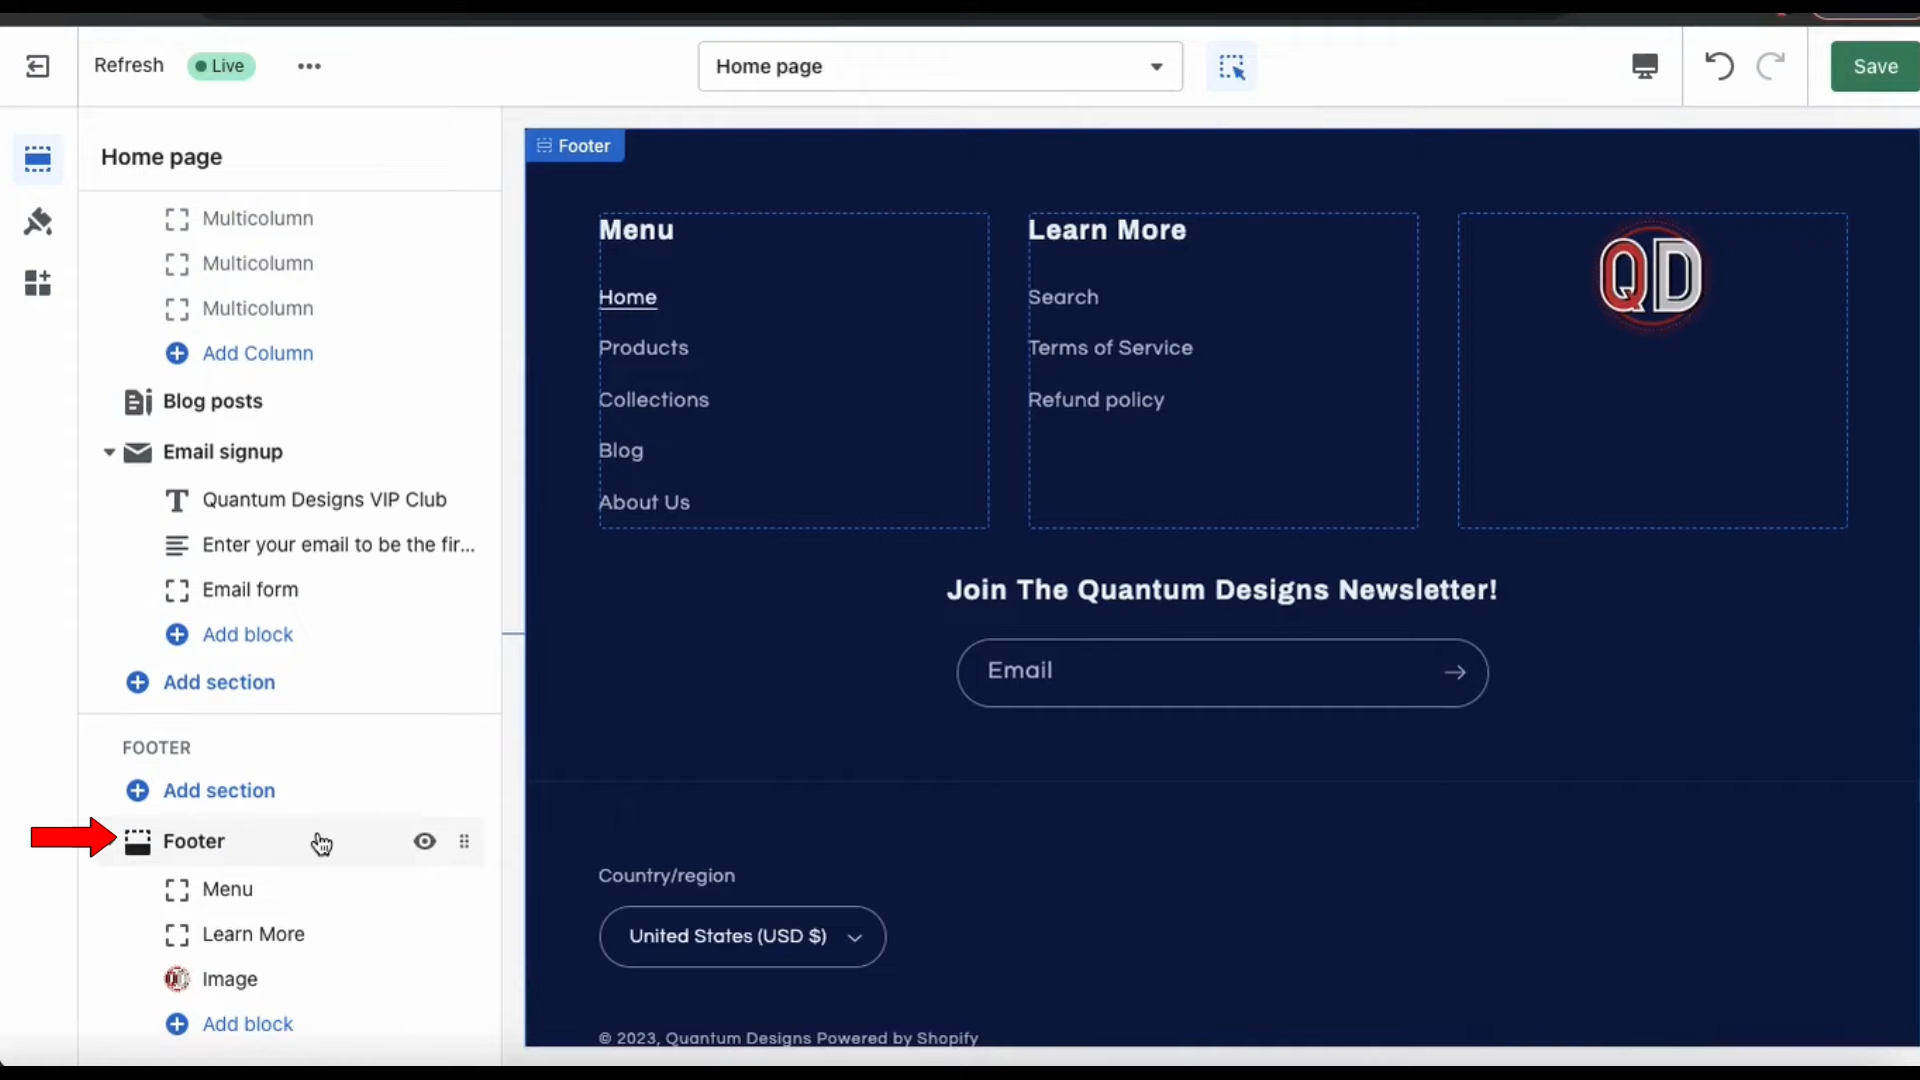 Refresh
Live
Home page
Save
Home page
Multicolumn
Multicolumn
Multicolumn
Add Column
Blog posts
Email signup
Quantum Designs VIP Club
Enter your email to be the fir...
Email form
Add block
Add section
FOOTER
Add section
Footer
Menu
Learn More
Image
Add block
Footer
Menu
Home
Products
Collections
Blog
About Us
Learn More
Search
Terms of Service
Refund policy
QD
Join The Quantum Designs Newsletter!
Email
Country/region
United States (USD $)
© 2023, Quantum Designs Powered by Shopify